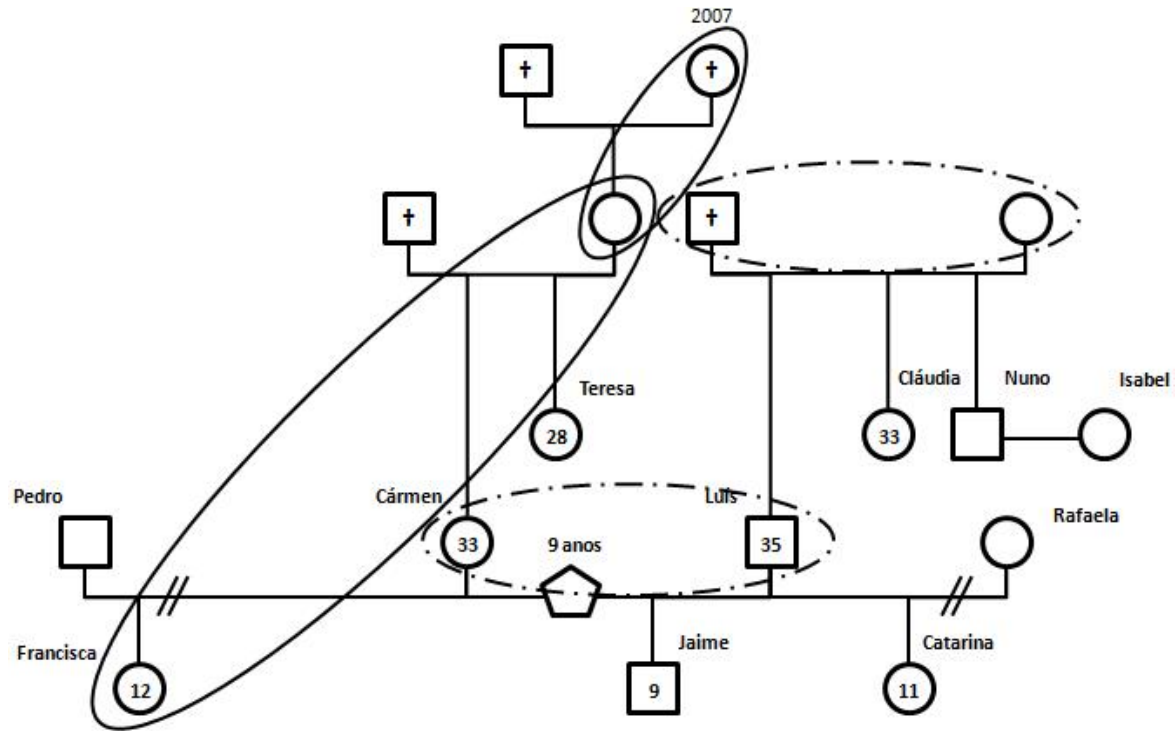 2007
†
†
†
†
Teresa
Cláudia
Nuno
Isabel
28
33
Pedro
Cármen
Luís
Rafaela
33
9 anos
35
Francisca
Jaime
Catarina
12
9
11